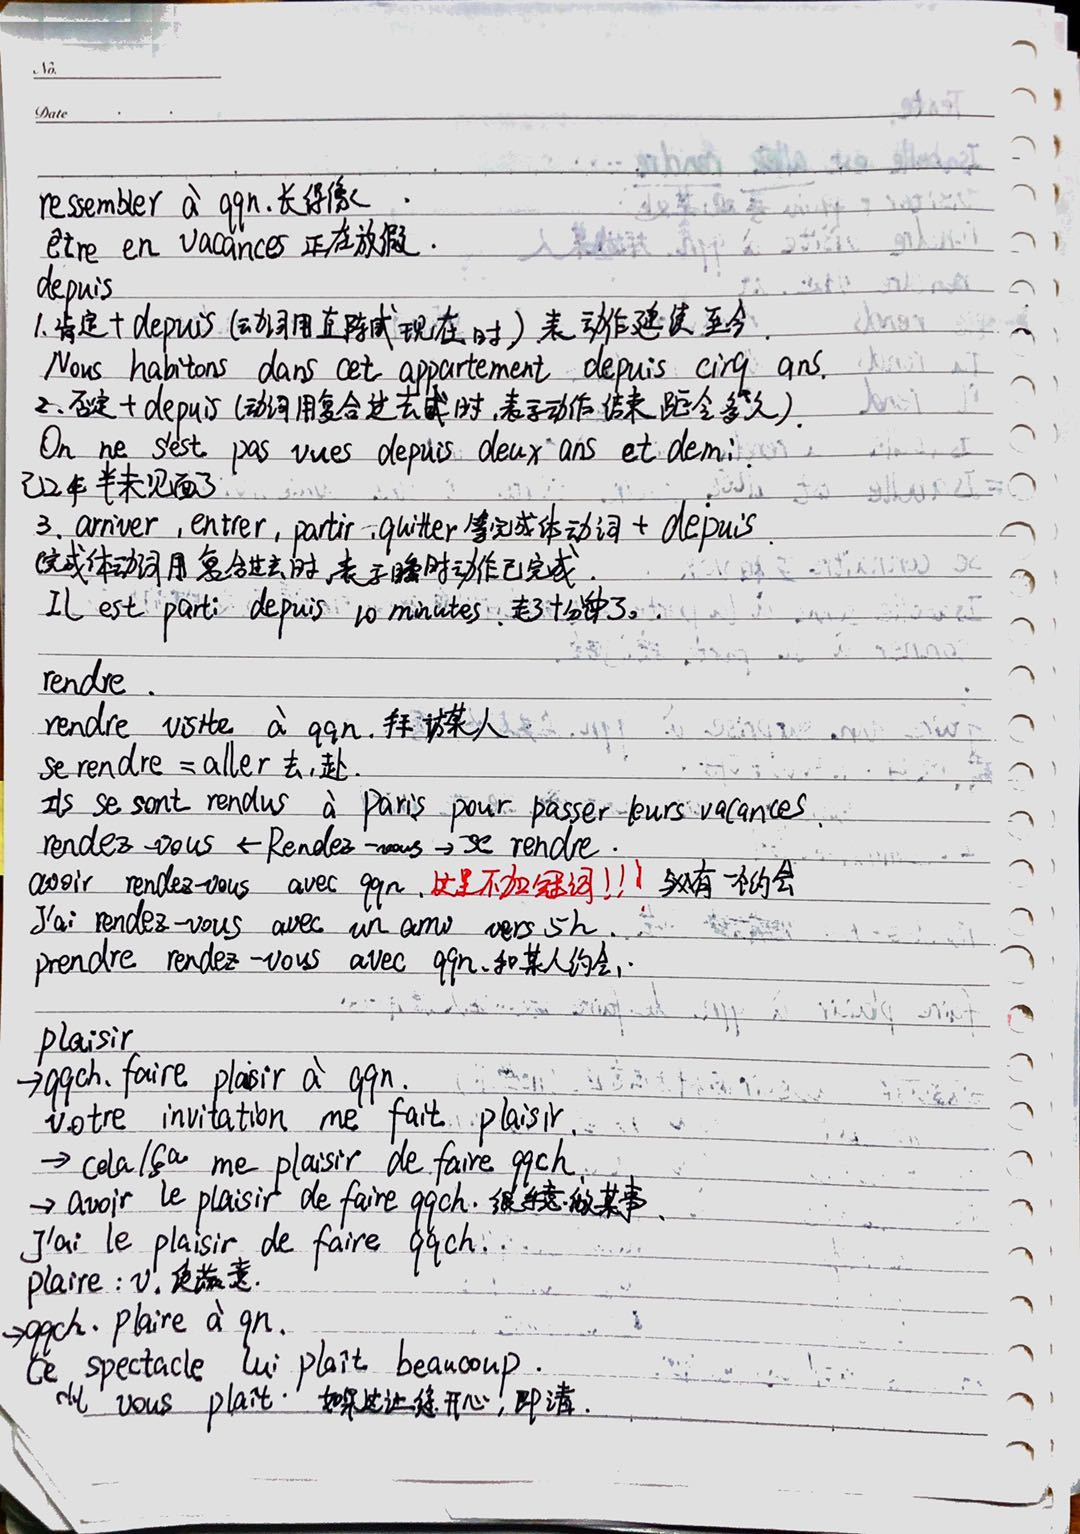 No.
Date
ressembler à qqn. 长得像
être en vacances 正在放假.
depuis
1. 肯定 + depuis (动词用直陈式现在时) 表动作延续至今.
Nous habitons dans cet appartement depuis cinq ans.
2. 否定 + depuis (动词用复合过去式时, 表示动作结束距今多久).
On ne s'est pas vues depuis deux ans et demi.
已2年半未见面了
3. arriver, entrer, partir, quitter 等完成体动词 + depuis
(完成体动词用复合过去时, 表示瞬时动作已完成.
Il est parti depuis 10 minutes. 走了十分钟了。
rendre.
rendre visite à qqn. 拜访某人
se rendre = aller 去, 赴.
Ils se sont rendus à Paris pour passer leurs vacances.
rendez-vous ← Rendez-vous → se rendre.
avoir rendez-vous avec qqn. 这里不加冠词!!! 与人有一个约会
J'ai rendez-vous avec un ami vers 5h.
prendre rendez-vous avec qqn. 和某人约会,.
plaisir
→ qqch. faire plaisir à qqn.
votre invitation me fait plaisir.
→ cela/ça me plaisir de faire qqch
→ avoir le plaisir de faire qqch. 很乐意做某事.
J'ai le plaisir de faire qqch..
plaire : v. 使满意.
→ qqch. plaire à qn.
Ce spectacle lui plaît beaucoup.
vous plaît. 如果这让您开心, 即请.